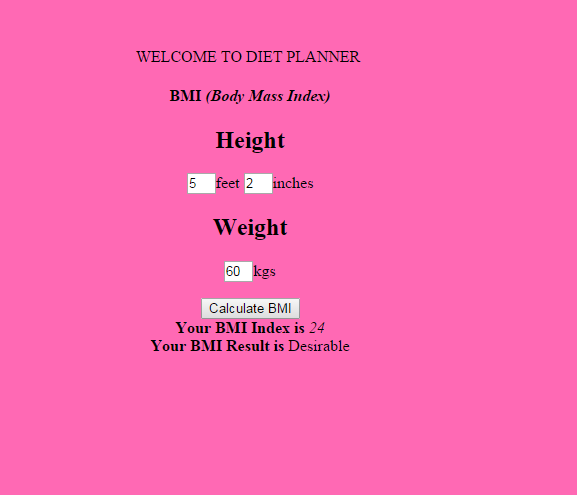 WELCOME TO DIET PLANNER
BMI (Body Mass Index)
Height
5 feet 2 inches
Weight
60 kgs
Calculate BMI
Your BMI Index is 24
Your BMI Result is Desirable